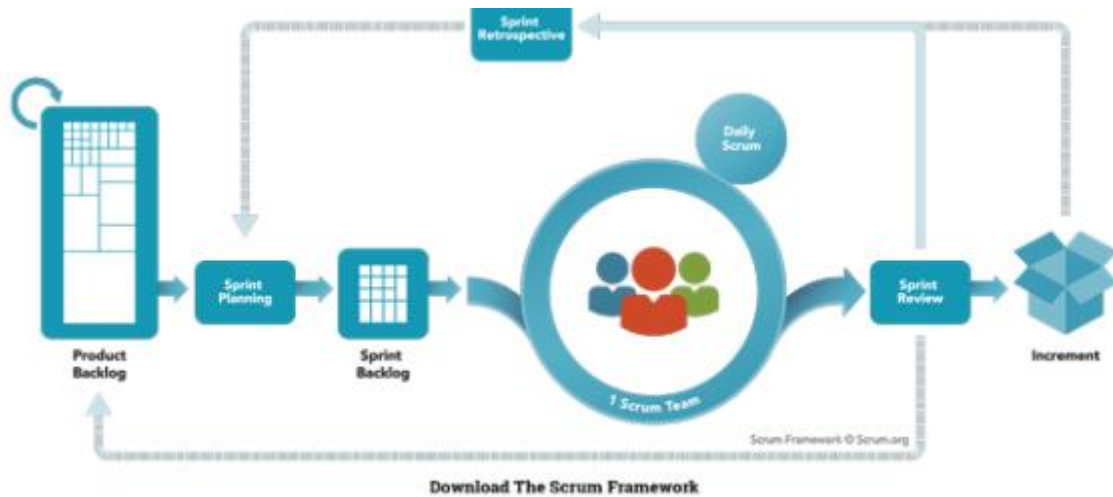 Sprint
Retrospective
Daily
Scrum
Sprint
Planning
Sprint
Review
Product
Backlog
Sprint
Backlog
Increment
1 Scrum Team
Scrum Framework © Scrum.org
Download The Scrum Framework